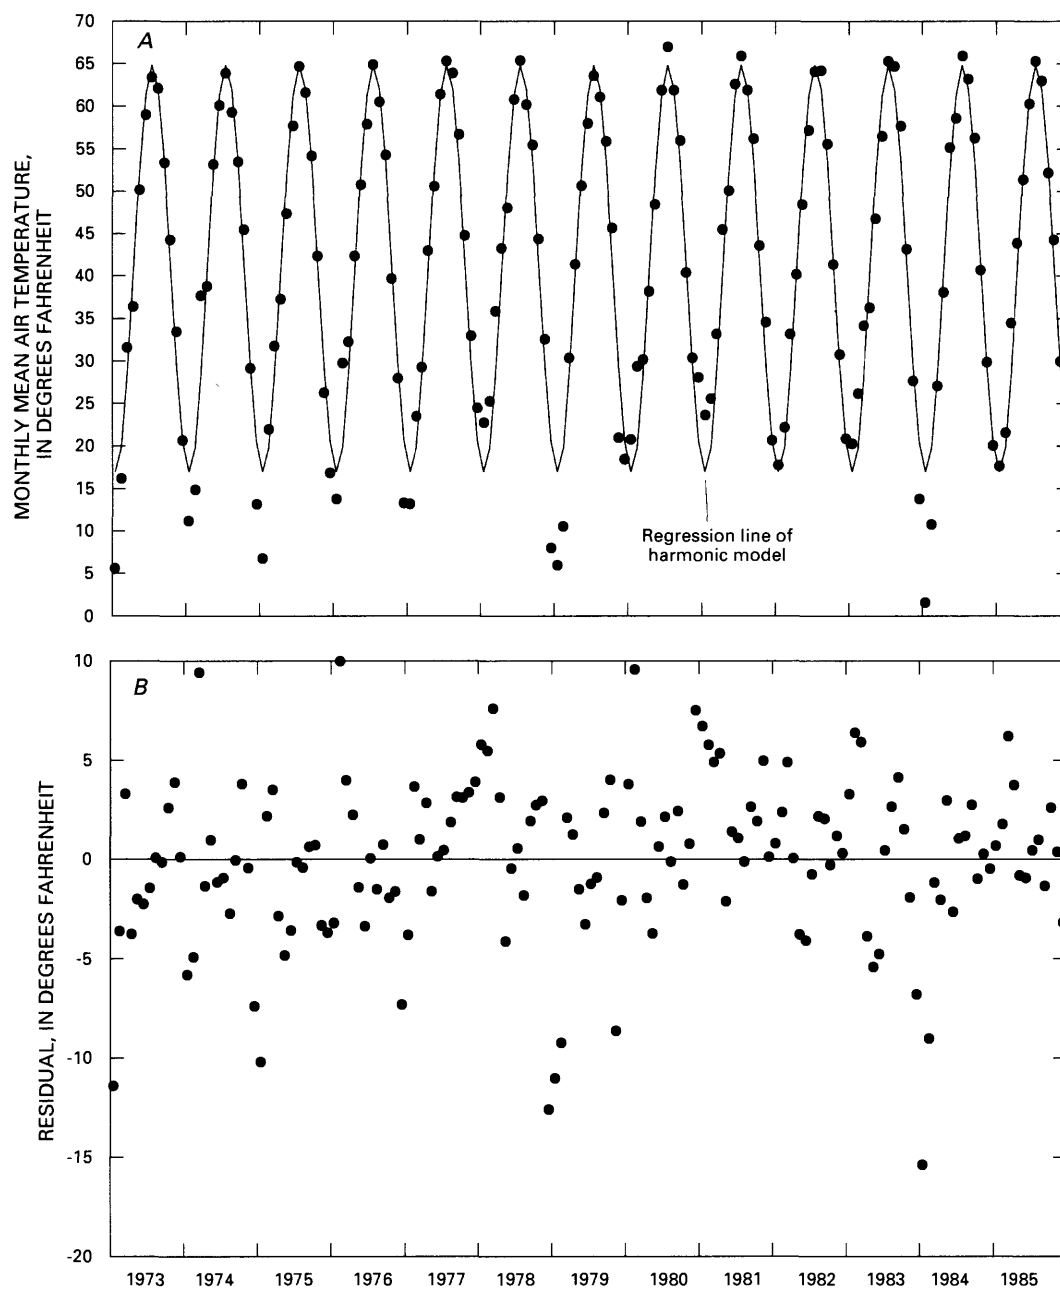 A
70
65
60
55
50
45
40
35
30
25
20
15
10
5
0
MONTHLY MEAN AIR TEMPERATURE,
IN DEGREES FAHRENHEIT
Regression line of
harmonic model
B
10
5
0
-5
-10
-15
-20
RESIDUAL, IN DEGREES FAHRENHEIT
1973 1974 1975 1976 1977 1978 1979 1980 1981 1982 1983 1984 1985